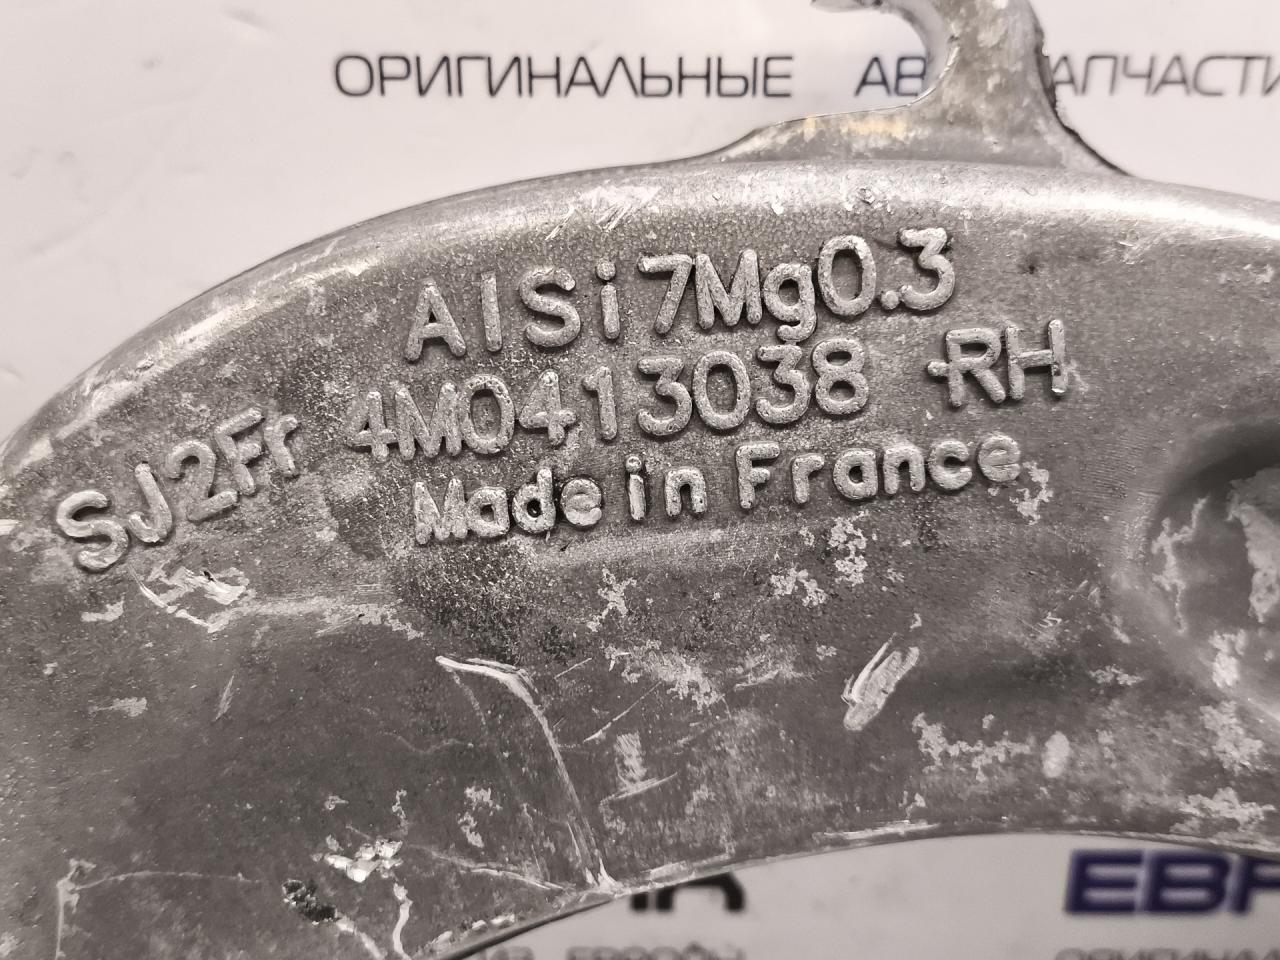 ОРИГИНАЛЬНЫЕ
AlSi7Mg0.3
4M0413038 RH
SJ2Fr
Made in France